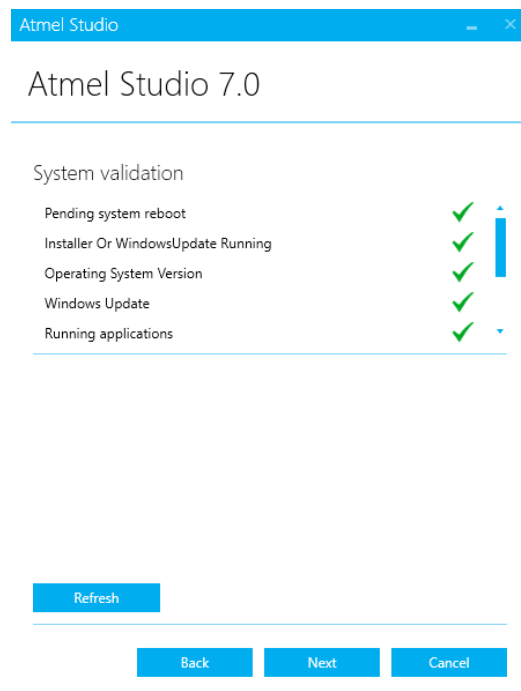 Atmel Studio
Atmel Studio 7.0
System validation
Pending system reboot
Installer Or WindowsUpdate Running
Operating System Version
Windows Update
Running applications
Refresh
Back Next Cancel